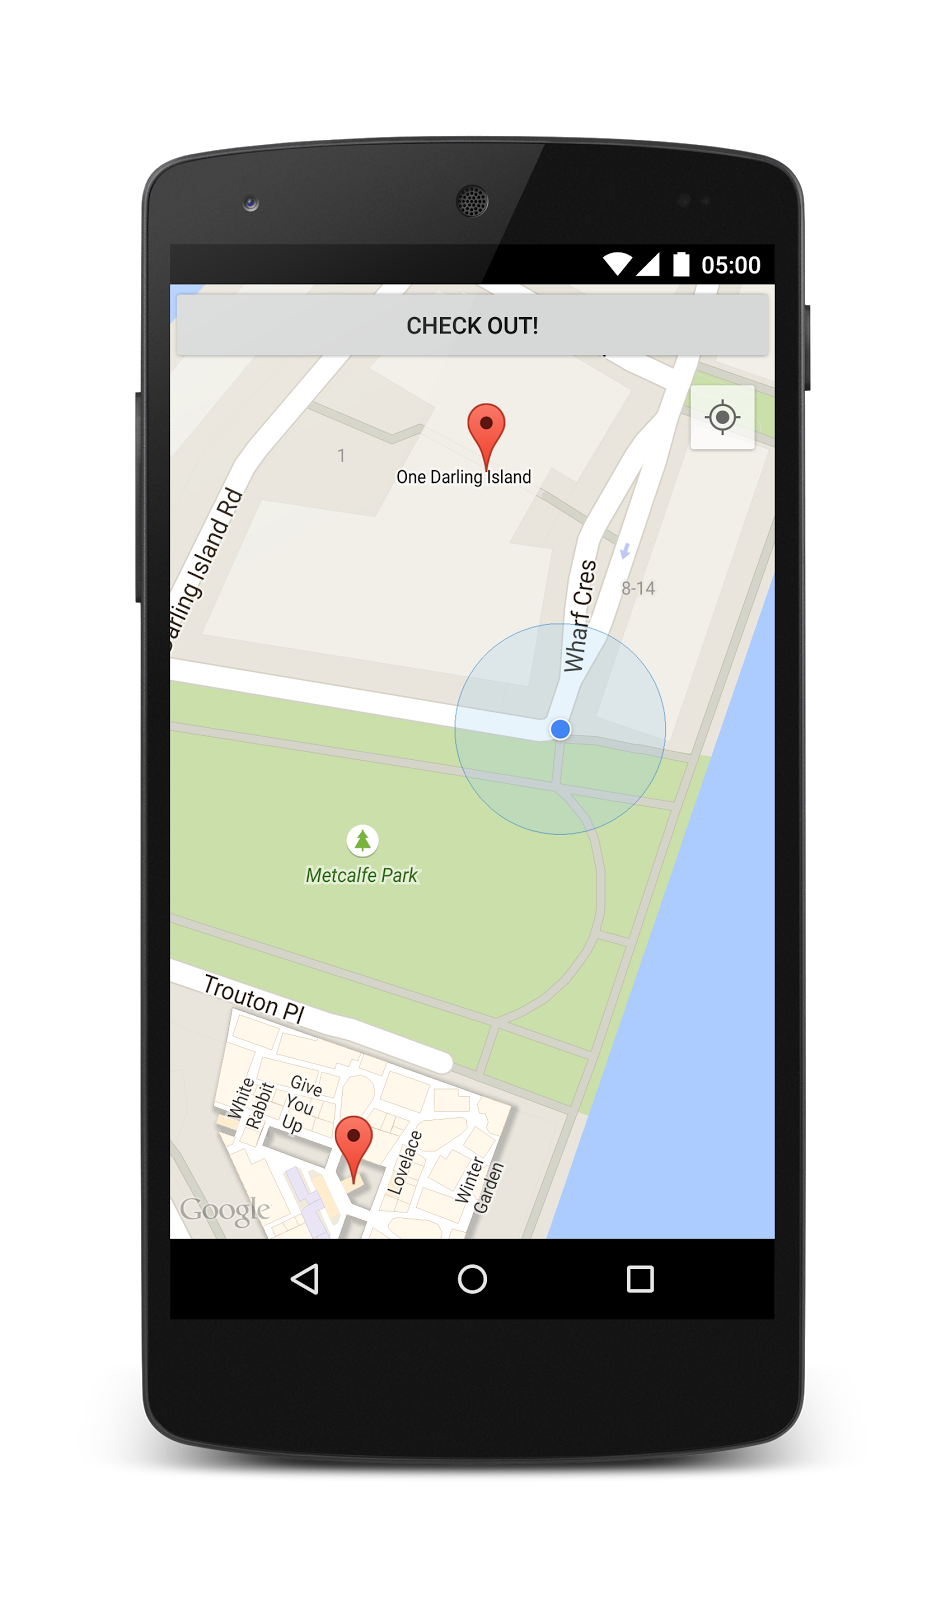 05:00
CHECK OUT!
1
One Darling Island
arling Island Rd
Wharf Cres
8-14
Metcalfe Park
Trouton Pl
White
Rabbit
Give
You
Up
Lovelace
Winter
Garden
Google